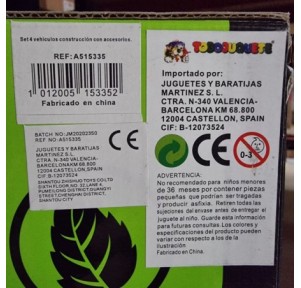 Set 4 vehículos construcción con accesorios.
REF: A515335
1 012005 153352
Fabricado en china
BATCH NO: JM20202003
REF NO: A515335
JUGUETES Y BARATIJAS
MARTINEZ S. L.
CTRA. N-340 VALENCIA-
BARCELONA KM 68.800
12004 CASTELLON, SPAIN
CIF: B-12073524
TOBOJUGUETE
Importado por:
JUGUETES Y BARATIJAS
MARTINEZ S. L.
CTRA. N-340 VALENCIA-
BARCELONA KM 68.800
12004 CASTELLON, SPAIN
CIF: B-12073524
CE
0-3
ADVERTENCIA:
No recomendado para niños menores
de 36 meses por contener piezas
pequeñas que podrían ser tragadas
y producir asfixia. Retiren todas
las sujeciones del envase antes de entregar el
juguete al niño. Guarde esta información
para futuras consultas. Los colores y
especificaciones del producto pueden
variar con respecto a los de la
ilustración
Fabricado en China